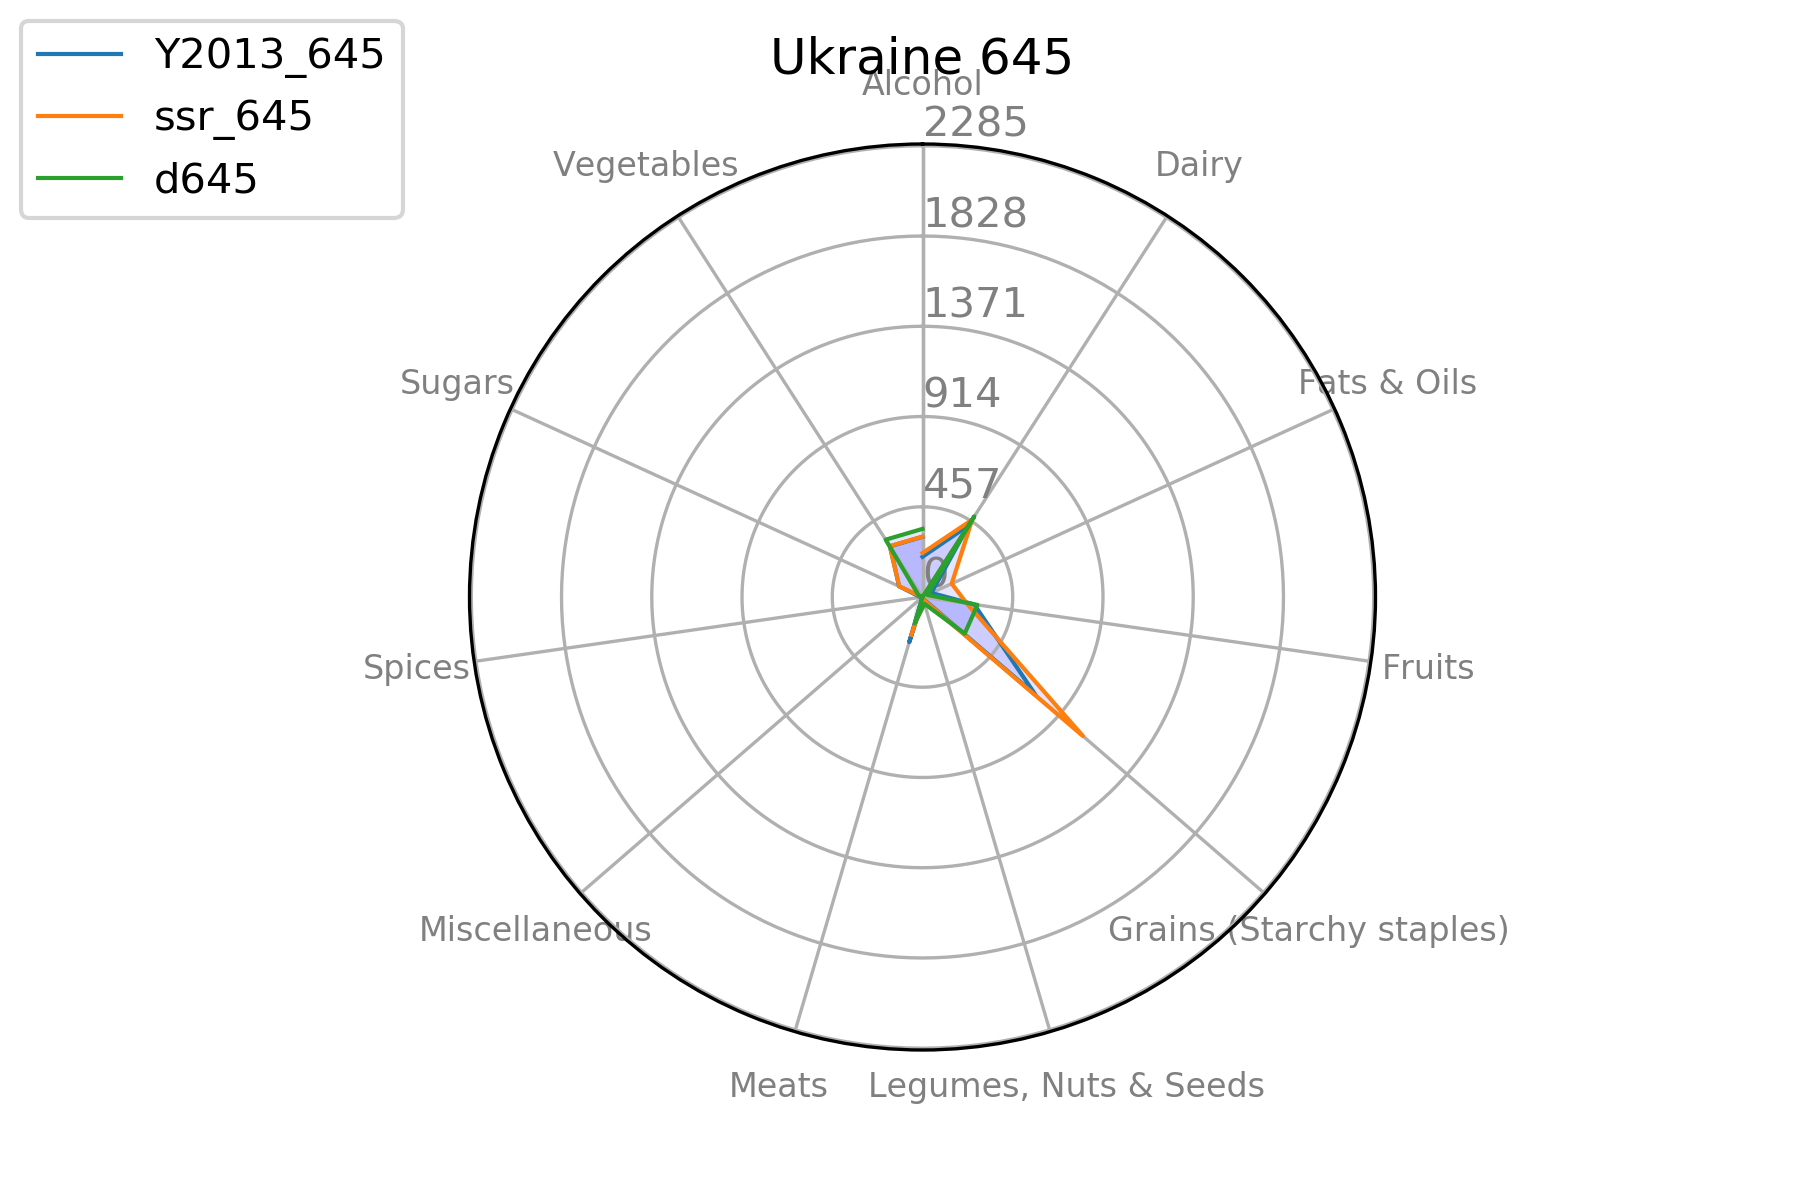 Y2013_645
ssr_645
d645
Ukraine 645
Alcohol
2285
Vegetables
Dairy
1828
1371
Sugars
Fats & Oils
914
457
0
Spices
Fruits
Miscellaneous
Grains (Starchy staples)
Meats
Legumes, Nuts & Seeds